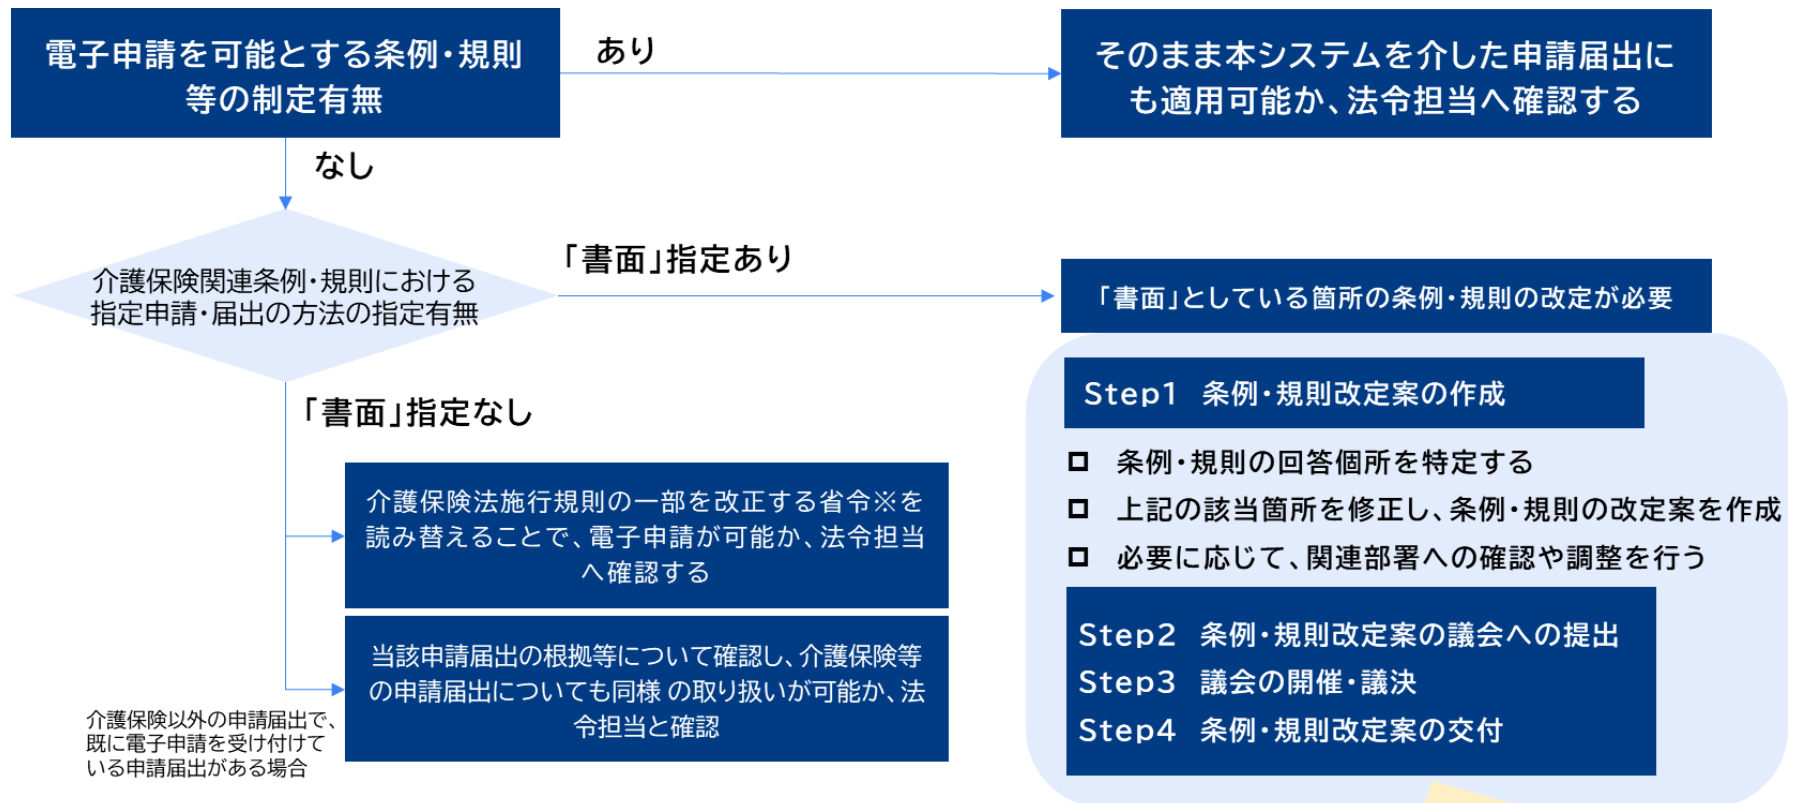 電子申請を可能とする条例・規則
等の制定有無
あり
そのまま本システムを介した申請届出に
も適用可能か、法令担当へ確認する
なし
介護保険関連条例・規則における
指定申請・届出の方法の指定有無
「書面」指定あり
「書面」としている箇所の条例・規則の改定が必要
「書面」指定なし
介護保険法施行規則の一部を改正する省令※を
読み替えることで、電子申請が可能か、法令担当
へ確認する
当該申請届出の根拠等について確認し、介護保険等
の申請届出についても同様 の取り扱いが可能か、法
令担当と確認
介護保険以外の申請届出で、
既に電子申請を受け付けて
いる申請届出がある場合
Step1 条例・規則改定案の作成
条例・規則の回答個所を特定する
上記の該当箇所を修正し、条例・規則の改定案を作成
必要に応じて、関連部署への確認や調整を行う
Step2 条例・規則改定案の議会への提出
Step3 議会の開催・議決
Step4 条例・規則改定案の交付